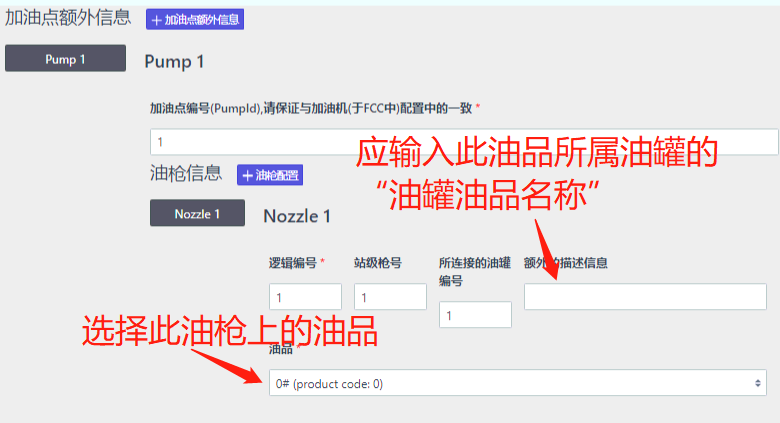 加油点额外信息 + 加油点额外信息
Pump 1 Pump 1
加油点编号(PumpId),请保证与加油机(于FCC中)配置中的一致 *
1
应输入此油品所属油罐的
“油罐油品名称”
油枪信息 + 油枪配置
Nozzle 1 Nozzle 1
逻辑编号 * 站级枪号 所连接的油罐编号 额外的描述信息
1 1 1
选择此油枪上的油品
油品 *
0# (product code: 0)